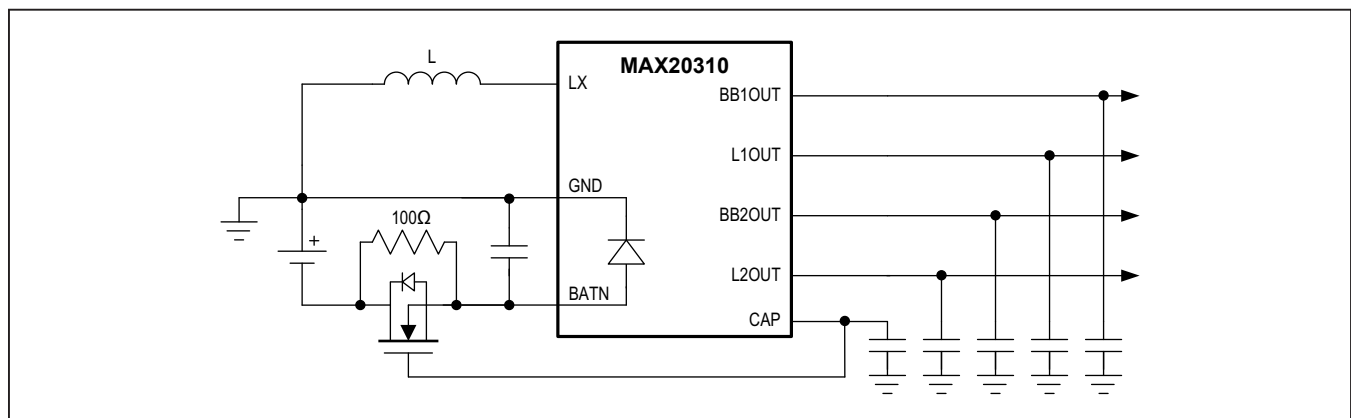 L
MAX20310
LX
BB1OUT
L1OUT
GND
100Ω
BB2OUT
+
L2OUT
BATN
CAP